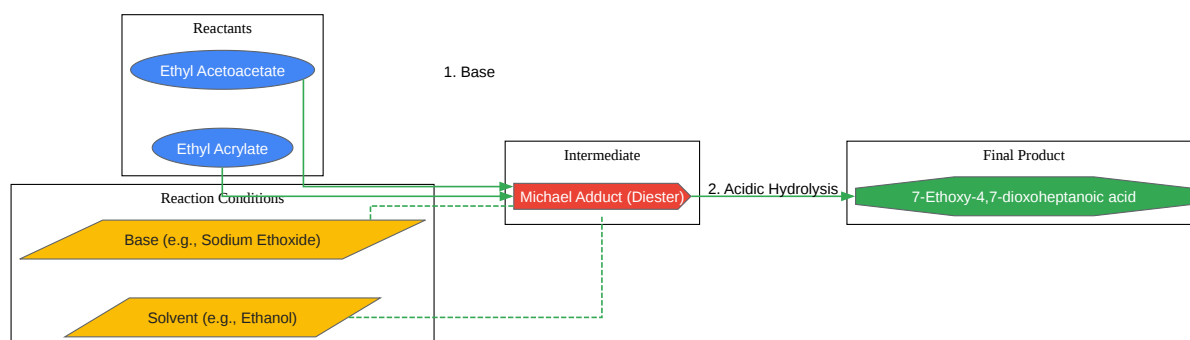 Reactants
Ethyl Acetoacetate
1. Base
Ethyl Acrylate
Intermediate
Final Product
Michael Adduct (Diester)
2. Acidic Hydrolysis
7-Ethoxy-4,7-dioxoheptanoic acid
Reaction Conditions
Base (e.g., Sodium Ethoxide)
Solvent (e.g., Ethanol)